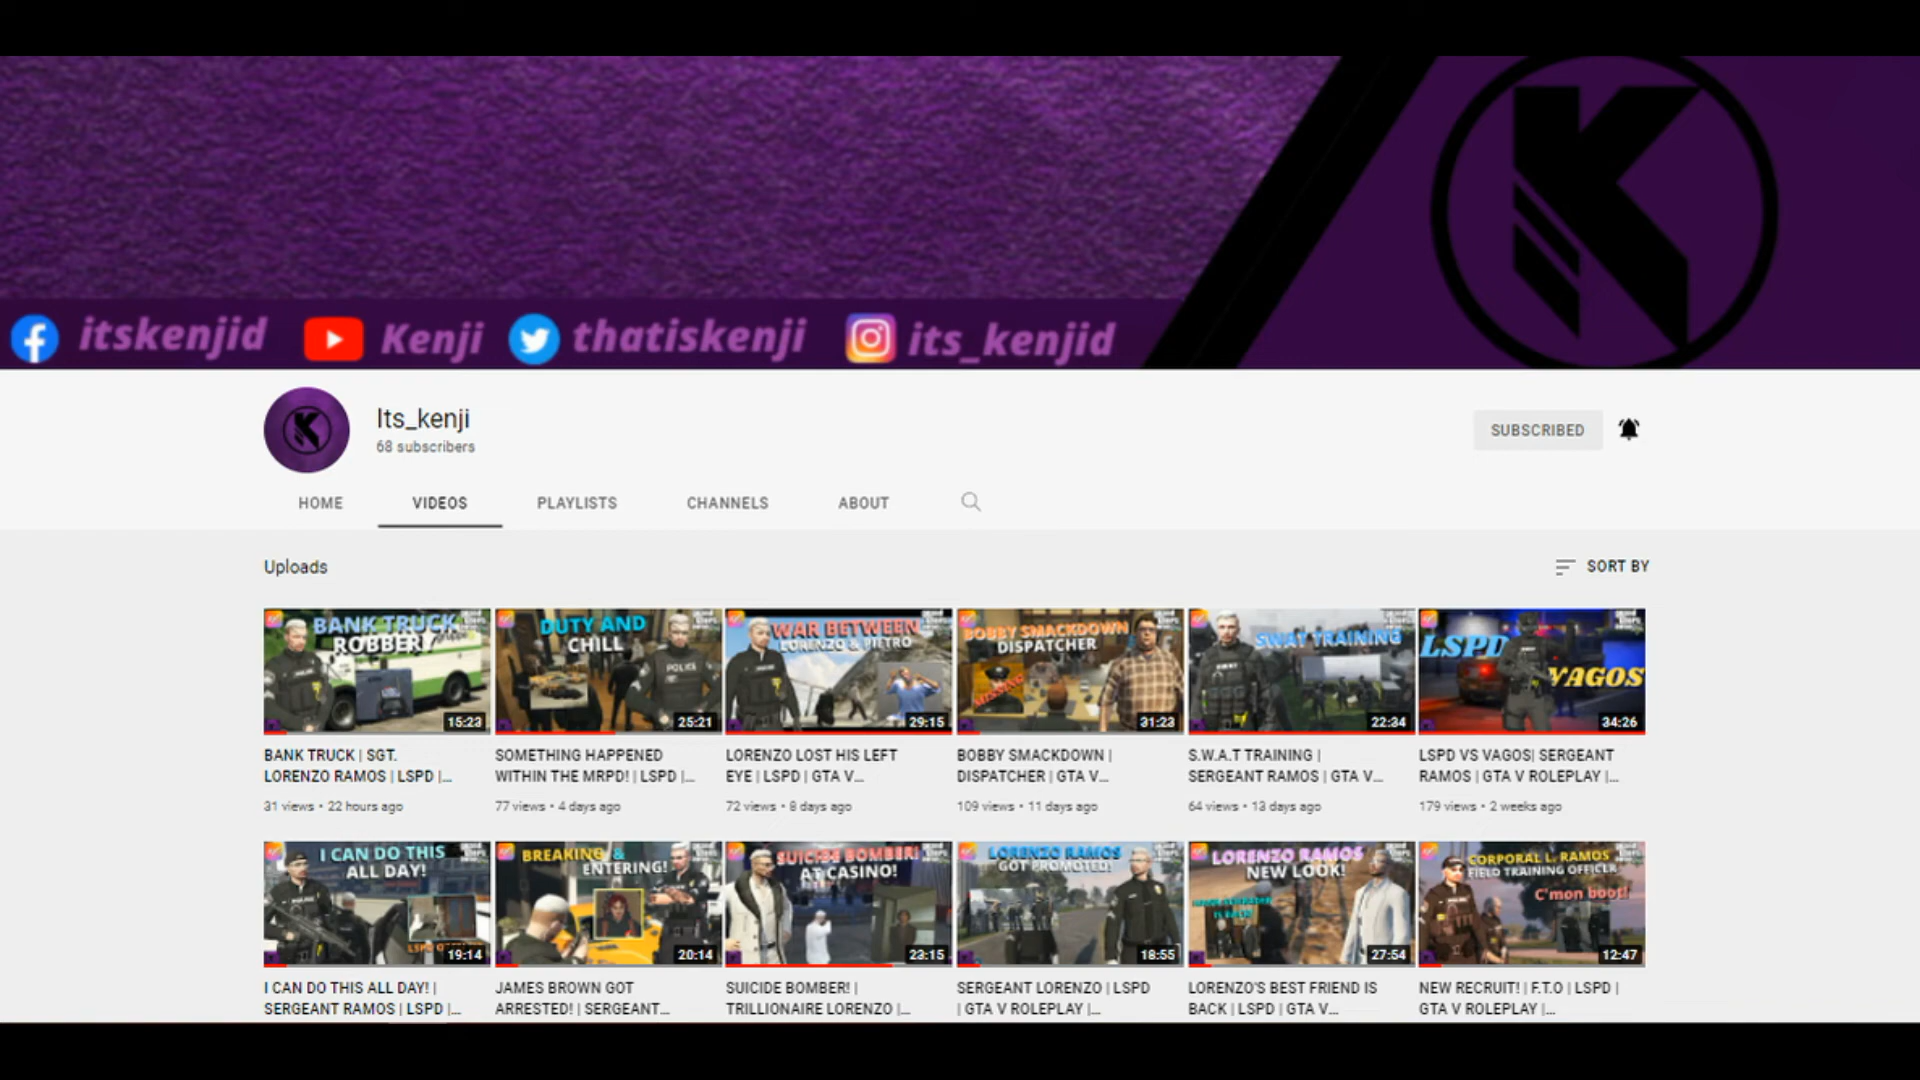 itskenjid Kenji thatiskenji its_kenjid
Its_kenji
68 subscribers
SUBSCRIBED
HOME VIDEOS PLAYLISTS CHANNELS ABOUT
Uploads
SORT BY
BANK TRUCK
ROBBERY
15:23
DUTY AND
CHILL
POLICE
25:21
WAR BETWEEN
LORENZO & PIETRO
29:15
BOBBY SMACKDOWN
DISPATCHER
MISSING
31:23
SWAT TRAINING
22:34
LSPD
VAGOS
34:26
BANK TRUCK | SGT.
LORENZO RAMOS | LSPD |...
31 views • 22 hours ago
SOMETHING HAPPENED
WITHIN THE MRPD! | LSPD |...
77 views • 4 days ago
LORENZO LOST HIS LEFT
EYE | LSPD | GTA V...
72 views • 8 days ago
BOBBY SMACKDOWN |
DISPATCHER | GTA V...
109 views • 11 days ago
S.W.A.T TRAINING |
SERGEANT RAMOS | GTA V...
64 views • 13 days ago
LSPD VS VAGOS| SERGEANT
RAMOS | GTA V ROLEPLAY |...
179 views • 2 weeks ago
I CAN DO THIS
ALL DAY!
19:14
BREAKING &
ENTERING!
20:14
SUICIDE BOMBER!
AT CASINO!
23:15
LORENZO RAMOS
GOT PROMOTED!
18:55
LORENZO RAMOS
NEW LOOK!
27:54
CORPORAL L. RAMOS
FIELD TRAINING OFFICER
C'mon boot!
12:47
I CAN DO THIS ALL DAY! |
SERGEANT RAMOS | LSPD |...
JAMES BROWN GOT
ARRESTED! | SERGEANT...
SUICIDE BOMBER! |
TRILLIONAIRE LORENZO |...
SERGEANT LORENZO | LSPD
| GTA V ROLEPLAY |...
LORENZO'S BEST FRIEND IS
BACK | LSPD | GTA V...
NEW RECRUIT! | F.T.O | LSPD |
GTA V ROLEPLAY |...